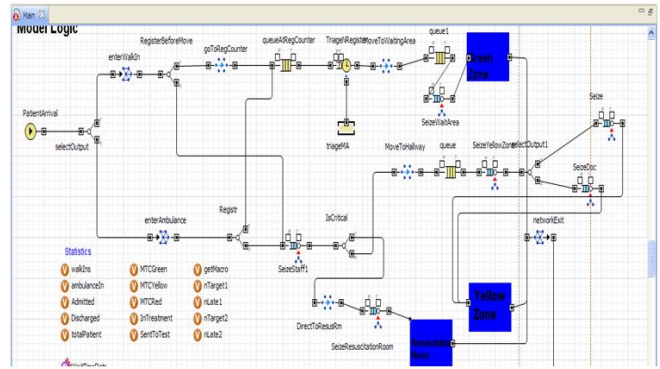 Main
Model Logic
RegisterBeforeMove
enterWalkIn
goToRegCounter
queueAtRegCounter
TriageNRegister
MoveToWaitingArea
queue1
Green
Zone
SeizeWaitArea
Seize
PatientArrival
selectOutput
triageMA
MoveToHallway
queue
SeizeYellowZone
selectOutput1
SeizeDoc
enterAmbulance
Registr
IsCritical
networkExit
SeizeStaff1
Statistics
walkIns
MTCGreen
getMacro
ambulanceIn
MTCYellow
nTarget1
Admitted
MTCRed
nLate1
Discharged
InTreatment
nTarget2
totalPatient
SentToTest
nLate2
DirectToResusRm
SeizeResuscitationRoom
Yellow
Zone